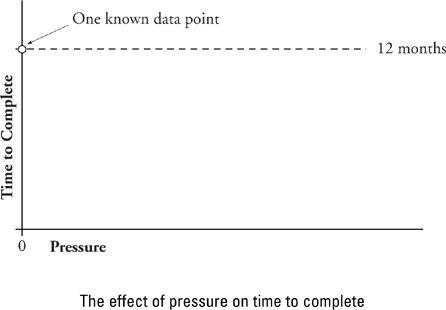 One known data point
12 months
Time to Complete
0
Pressure
The effect of pressure on time to complete